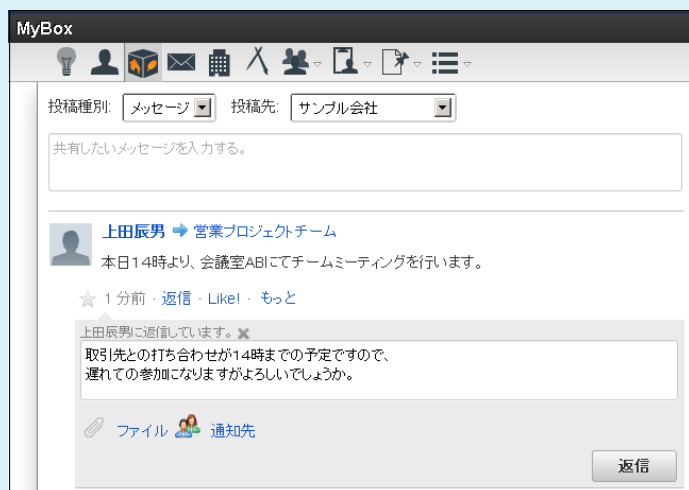 MyBox
投稿種別: メッセージ 投稿先: サンプル会社
共有したいメッセージを入力する。
上田辰男 営業プロジェクトチーム
本日14時より、会議室ABにてチームミーティングを行います。
1 分前 · 返信 · Like! · もっと
上田辰男に返信しています。
取引先との打ち合わせが14時までの予定ですので、
遅れての参加になりますがよろしいでしょうか。
ファイル 通知先
返信